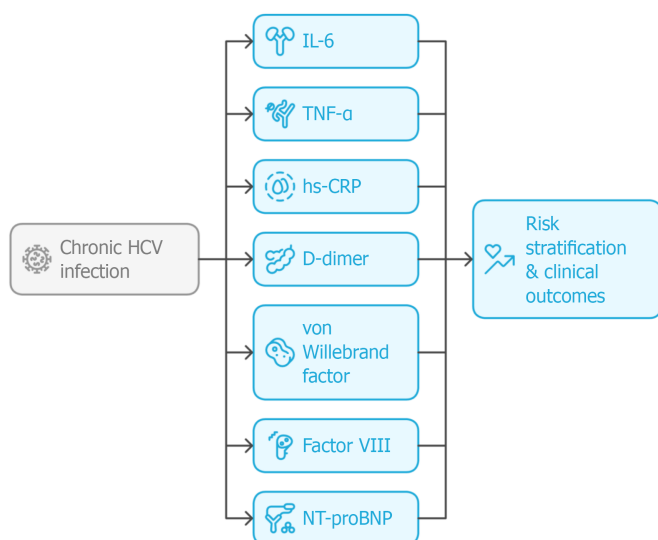 IL-6
TNF-α
hs-CRP
Chronic HCV
infection
D-dimer
Risk
stratification
& clinical
outcomes
von
Willebrand
factor
Factor VIII
NT-proBNP